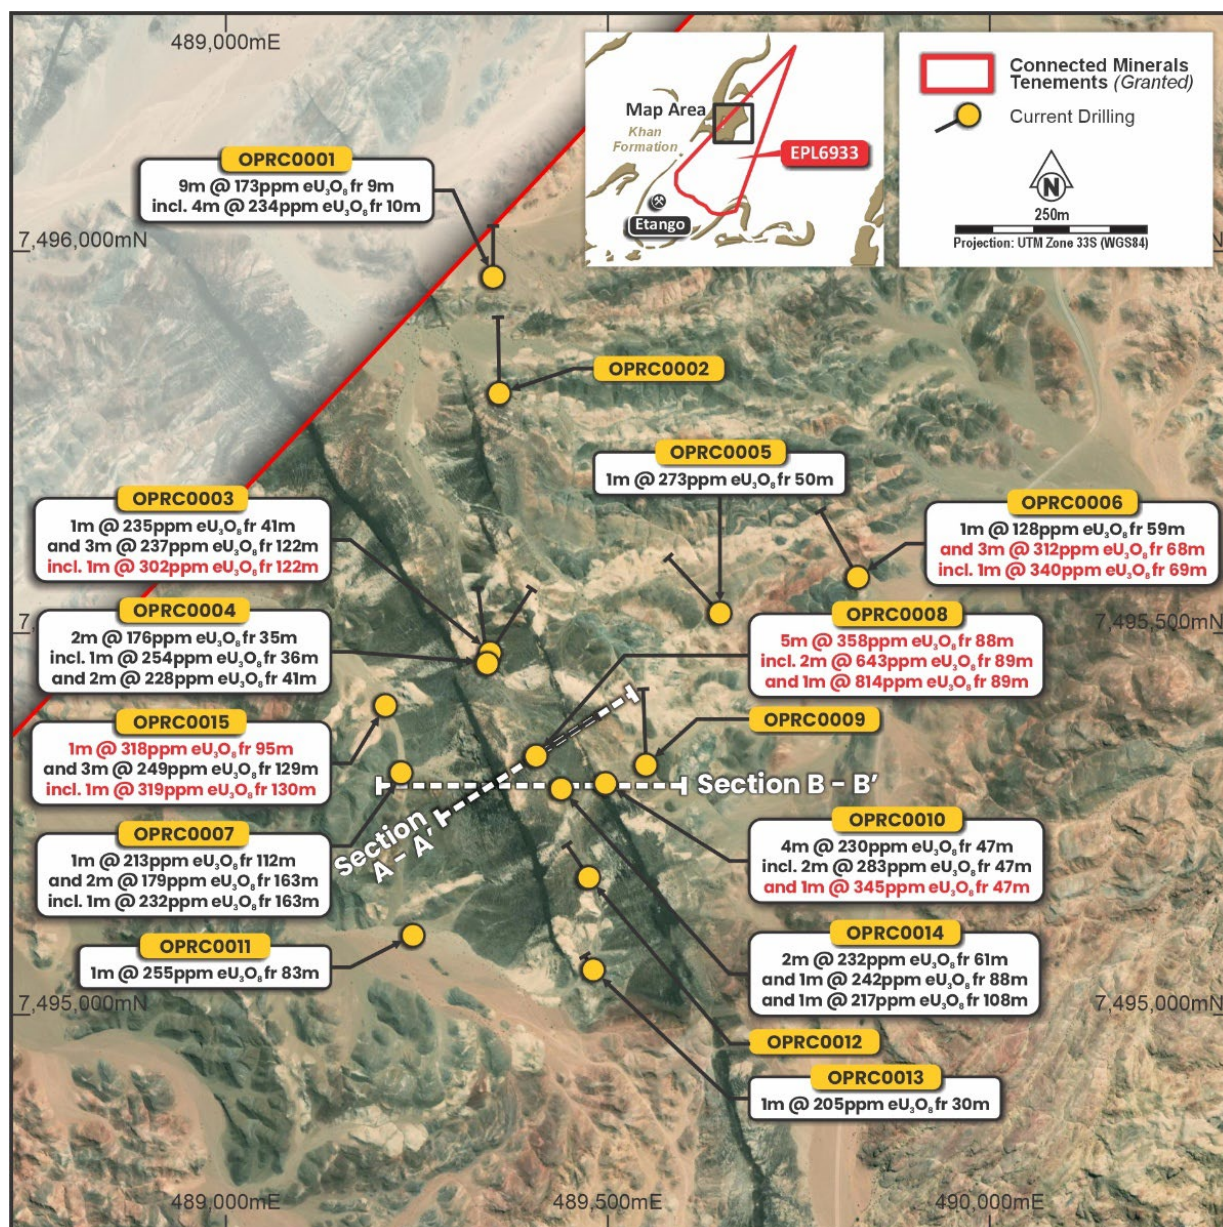 489,000mE
Map Area
Khan
Formation
EPL6933
Etango
Connected Minerals
Tenements (Granted)
Current Drilling
N
250m
Projection: UTM Zone 33S (WGS84)
OPRC0001
9m @ 173ppm eU₃O₈ fr 9m
incl. 4m @ 234ppm eU₃O₈ fr 10m
7,496,000mN
OPRC0002
OPRC0005
1m @ 273ppm eU₃O₈ fr 50m
OPRC0003
1m @ 235ppm eU₃O₈ fr 41m
and 3m @ 237ppm eU₃O₈ fr 122m
incl. 1m @ 302ppm eU₃O₈ fr 122m
OPRC0006
1m @ 128ppm eU₃O₈ fr 59m
and 3m @ 312ppm eU₃O₈ fr 68m
incl. 1m @ 340ppm eU₃O₈ fr 69m
OPRC0004
2m @ 176ppm eU₃O₈ fr 35m
incl. 1m @ 254ppm eU₃O₈ fr 36m
and 2m @ 228ppm eU₃O₈ fr 41m
7,495,500mN
OPRC0008
5m @ 358ppm eU₃O₈ fr 88m
incl. 2m @ 643ppm eU₃O₈ fr 89m
and 1m @ 814ppm eU₃O₈ fr 89m
OPRC0015
1m @ 318ppm eU₃O₈ fr 95m
and 3m @ 249ppm eU₃O₈ fr 129m
incl. 1m @ 319ppm eU₃O₈ fr 130m
OPRC0009
Section B - B'
Section
A - A'
OPRC0007
1m @ 213ppm eU₃O₈ fr 112m
and 2m @ 179ppm eU₃O₈ fr 163m
incl. 1m @ 232ppm eU₃O₈ fr 163m
OPRC0010
4m @ 230ppm eU₃O₈ fr 47m
incl. 2m @ 283ppm eU₃O₈ fr 47m
and 1m @ 345ppm eU₃O₈ fr 47m
OPRC0011
1m @ 255ppm eU₃O₈ fr 83m
OPRC0014
2m @ 232ppm eU₃O₈ fr 61m
and 1m @ 242ppm eU₃O₈ fr 88m
and 1m @ 217ppm eU₃O₈ fr 108m
7,495,000mN
7,495,000mN
OPRC0012
OPRC0013
1m @ 205ppm eU₃O₈ fr 30m
489,000mE
489,500mE
490,000mE